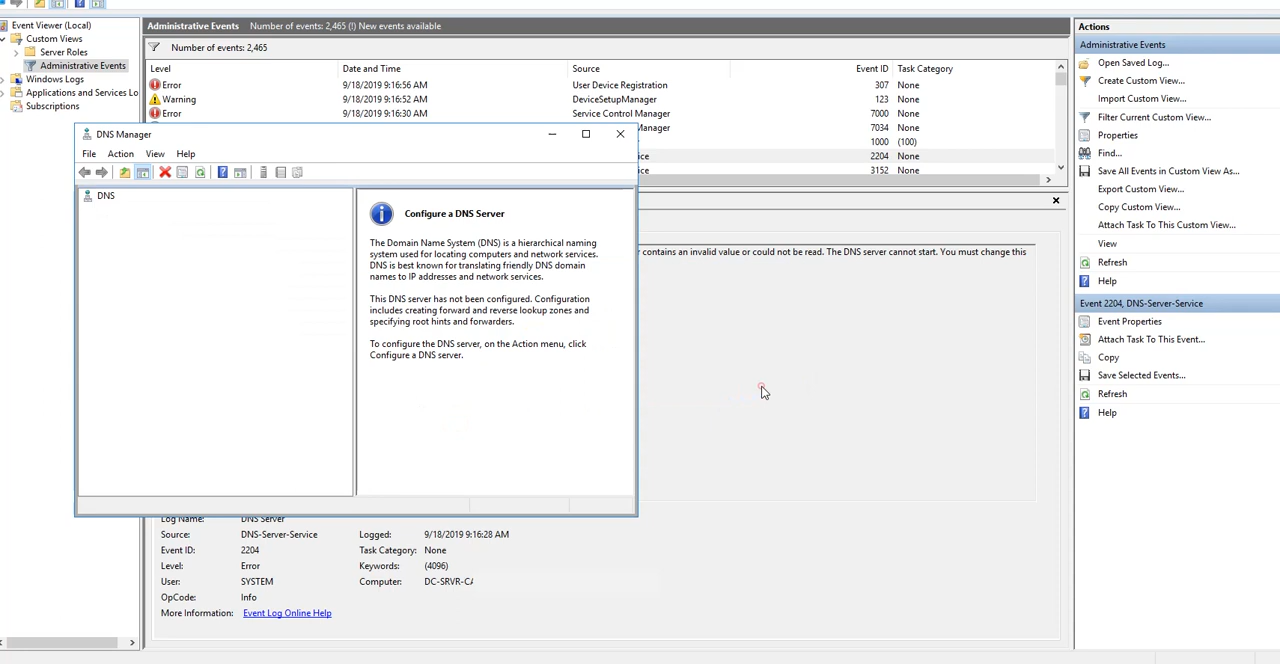 Event Viewer (Local)
Custom Views
Server Roles
Administrative Events
Windows Logs
Applications and Services Lo
Subscriptions
Administrative Events Number of events: 2,465 (!) New events available
Number of events: 2,465
Level Date and Time Source Event ID Task Category
Error 9/18/2019 9:16:56 AM User Device Registration 307 None
Warning 9/18/2019 9:16:52 AM DeviceSetupManager 123 None
Error 9/18/2019 9:16:30 AM Service Control Manager 7000 None
Manager 7034 None
1000 (100)
ice 2204 None
ice 3152 None
DNS Manager
File Action View Help
DNS
Configure a DNS Server
The Domain Name System (DNS) is a hierarchical naming
system used for locating computers and network services.
DNS is best known for translating friendly DNS domain
names to IP addresses and network services.
This DNS server has not been configured. Configuration
includes creating forward and reverse lookup zones and
specifying root hints and forwarders.
To configure the DNS server, on the Action menu, click
Configure a DNS server.
contains an invalid value or could not be read. The DNS server cannot start. You must change this
Log Name: DNS Server
Source: DNS-Server-Service Logged: 9/18/2019 9:16:28 AM
Event ID: 2204 Task Category: None
Level: Error Keywords: (4096)
User: SYSTEM Computer: DC-SRVR-CA
OpCode: Info
More Information: Event Log Online Help
Actions
Administrative Events
Open Saved Log...
Create Custom View...
Import Custom View...
Filter Current Custom View...
Properties
Find...
Save All Events in Custom View As...
Export Custom View...
Copy Custom View...
Attach Task To This Custom View...
View
Refresh
Help
Event 2204, DNS-Server-Service
Event Properties
Attach Task To This Event...
Copy
Save Selected Events...
Refresh
Help